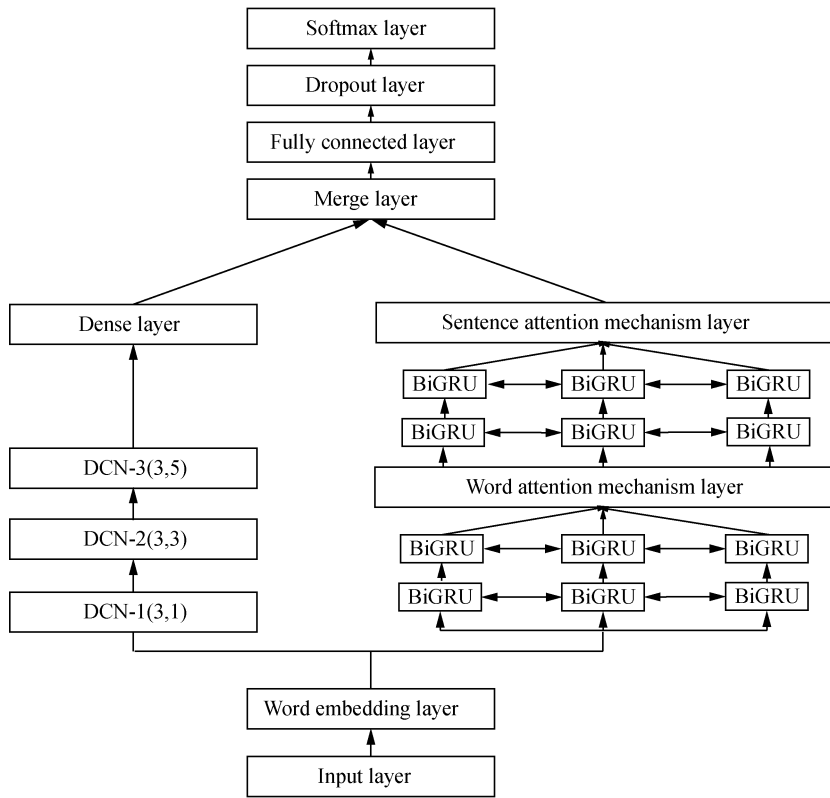 Softmax layer
Dropout layer
Fully connected layer
Merge layer
Dense layer
Sentence attention mechanism layer
BiGRU BiGRU BiGRU
BiGRU BiGRU BiGRU
DCN-3(3,5)
Word attention mechanism layer
DCN-2(3,3)
BiGRU BiGRU BiGRU
DCN-1(3,1)
BiGRU BiGRU BiGRU
Word embedding layer
Input layer